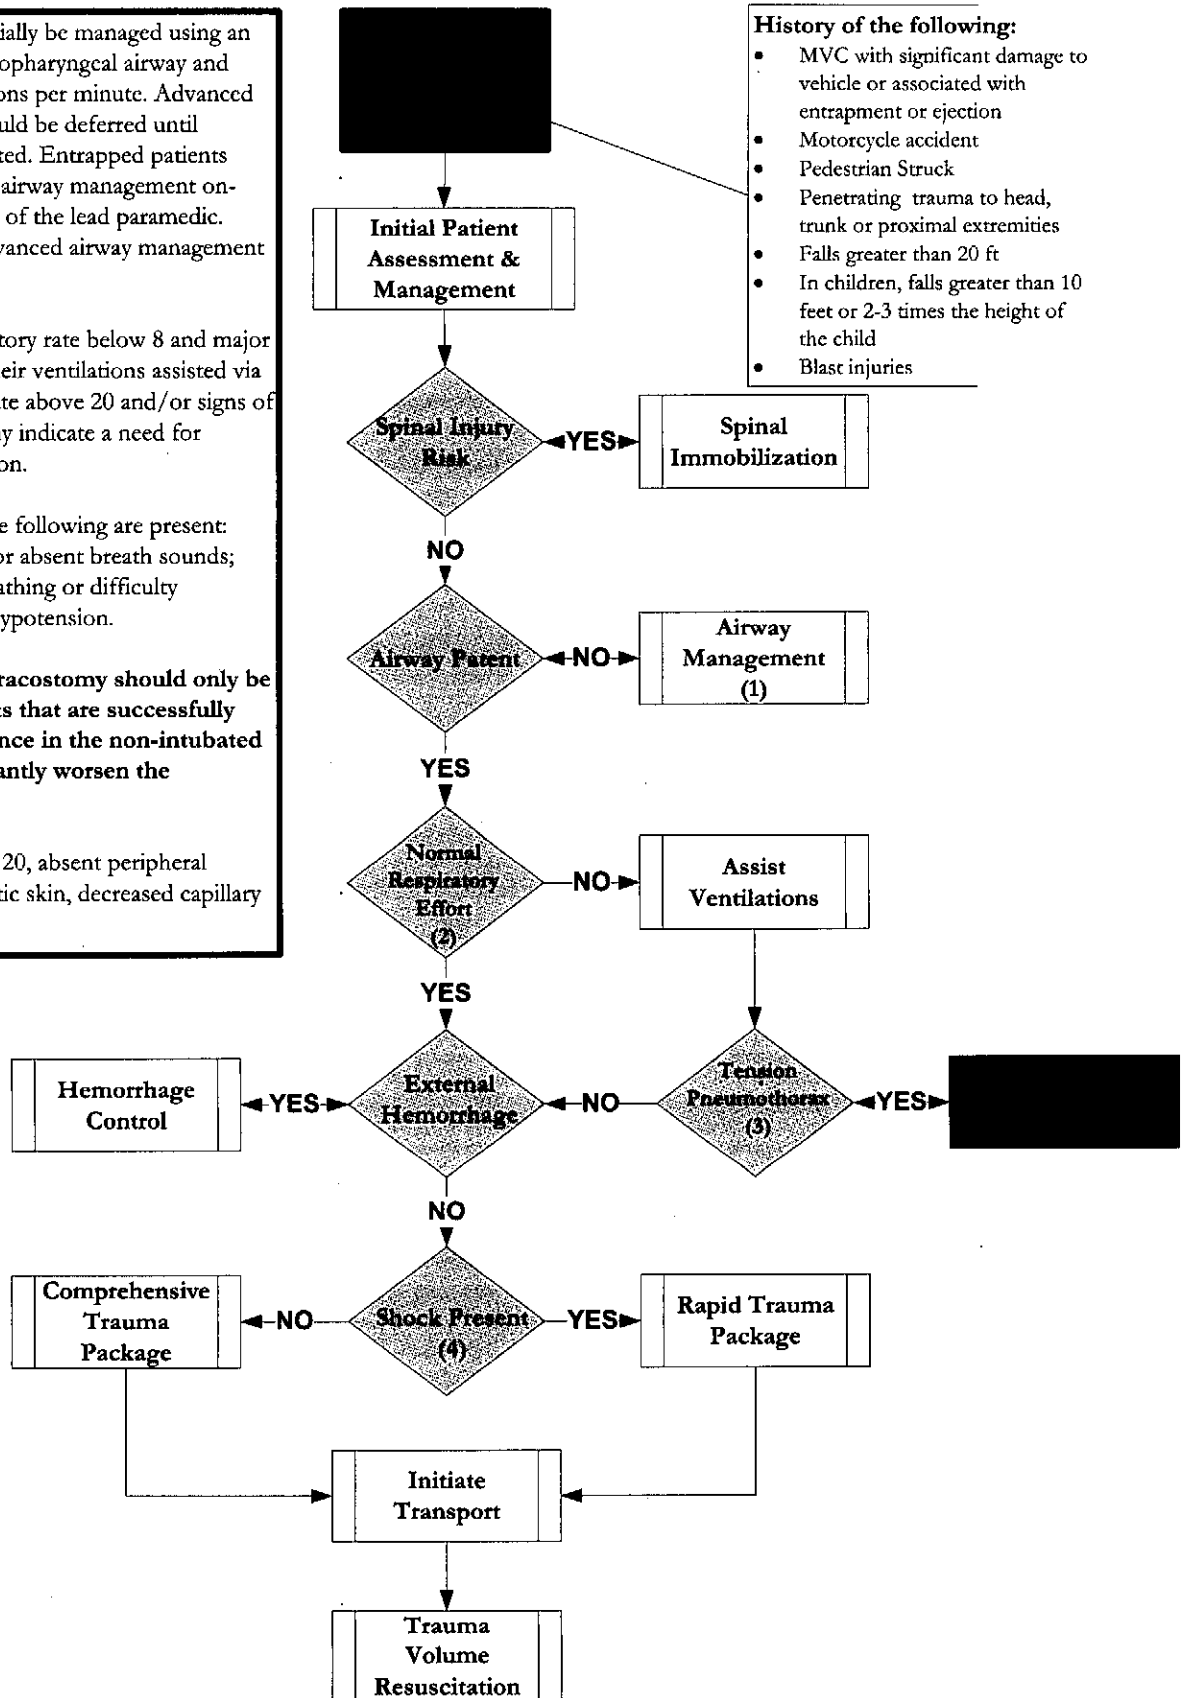 ially be managed using an
opharyngeal airway and
ons per minute. Advanced
uld be deferred until
ted. Entrapped patients
airway management on-
of the lead paramedic.
vanced airway management
tory rate below 8 and major
eir ventilations assisted via
te above 20 and/or signs of
y indicate a need for
on.
e following are present:
or absent breath sounds;
athing or difficulty
ypotension.
racostomy should only be
s that are successfully
nce in the non-intubated
antly worsen the
20, absent peripheral
tic skin, decreased capillary
History of the following:
• MVC with significant damage to
vehicle or associated with
entrapment or ejection
• Motorcycle accident
• Pedestrian Struck
• Penetrating trauma to head,
trunk or proximal extremities
• Falls greater than 20 ft
• In children, falls greater than 10
feet or 2-3 times the height of
the child
• Blast injuries
Initial Patient
Assessment &
Management
Spinal Injury
Risk
YES
Spinal
Immobilization
NO
Airway Patent
NO
Airway
Management
(1)
YES
Normal
Respiratory
Effort
(2)
NO
Assist
Ventilations
YES
Hemorrhage
Control
YES
External
Hemorrhage
NO
Tension
Pneumothorax
(3)
YES
NO
Comprehensive
Trauma
Package
NO
Shock Present
(4)
YES
Rapid Trauma
Package
Initiate
Transport
Trauma
Volume
Resuscitation